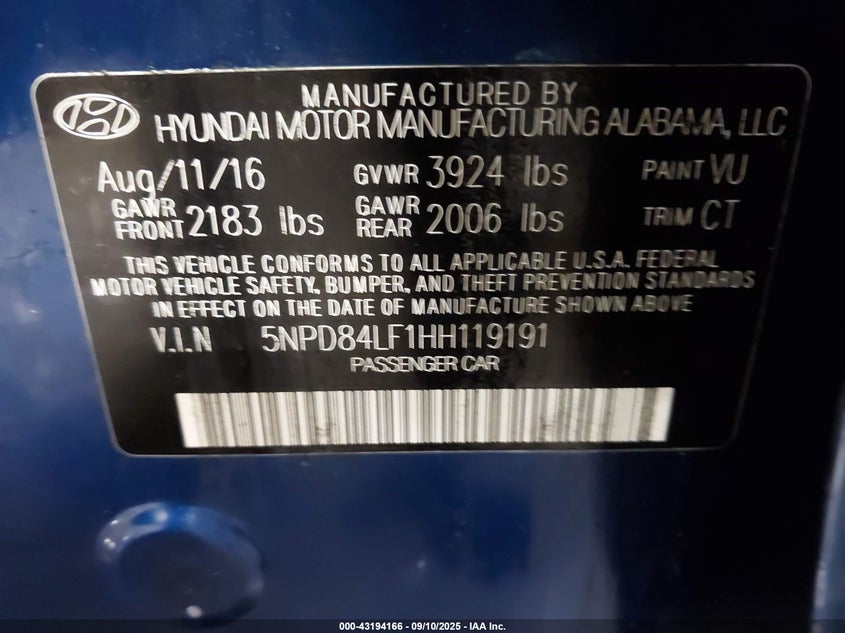 MANUFACTURED BY
HYUNDAI MOTOR MANUFACTURING ALABAMA, LLC
Aug/11/16 GVWR 3924 lbs PAINT VU
GAWR FRONT 2183 lbs GAWR REAR 2006 lbs TRIM CT
THIS VEHICLE CONFORMS TO ALL APPLICABLE U.S.A. FEDERAL
MOTOR VEHICLE SAFETY, BUMPER, AND THEFT PREVENTION STANDARDS
IN EFFECT ON THE DATE OF MANUFACTURE SHOWN ABOVE
V.I.N 5NPD84LF1HH119191
PASSENGER CAR
000-43194166 - 09/10/2025 - IAA Inc.